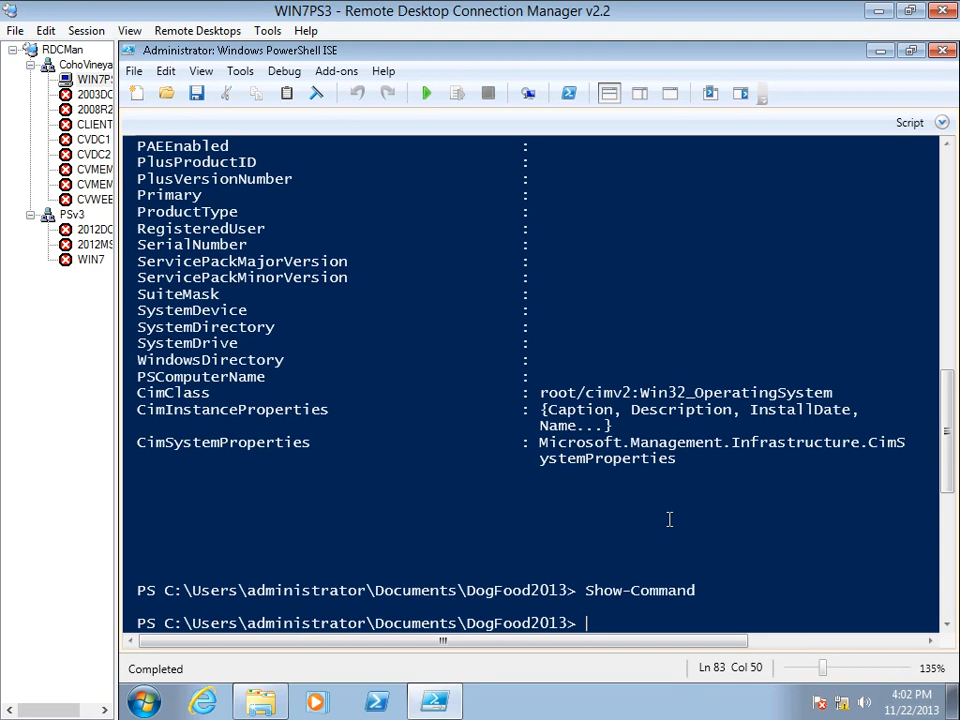 WIN7PS3 - Remote Desktop Connection Manager v2.2
File Edit Session View Remote Desktops Tools Help
RDCMan
CohoVineya
WIN7PS
2003DC
2008R2
CLIENT
CVDC1
CVDC2
CVMEM
CVMEM
CVWEE
PSv3
2012DC
2012MS
WIN7
Administrator: Windows PowerShell ISE
File Edit View Tools Debug Add-ons Help
Script
PAEEnabled :
PlusProductID :
PlusVersionNumber :
Primary :
ProductType :
RegisteredUser :
SerialNumber :
ServicePackMajorVersion :
ServicePackMinorVersion :
SuiteMask :
SystemDevice :
SystemDirectory :
SystemDrive :
WindowsDirectory :
PSComputerName :
CimClass : root/cimv2:Win32_OperatingSystem
CimInstanceProperties : {Caption, Description, InstallDate,
Name...}
CimSystemProperties : Microsoft.Management.Infrastructure.CimS
ystemProperties
PS C:\Users\administrator\Documents\DogFood2013> Show-Command
PS C:\Users\administrator\Documents\DogFood2013>
Completed
Ln 83 Col 50
135%
4:02 PM
11/22/2013